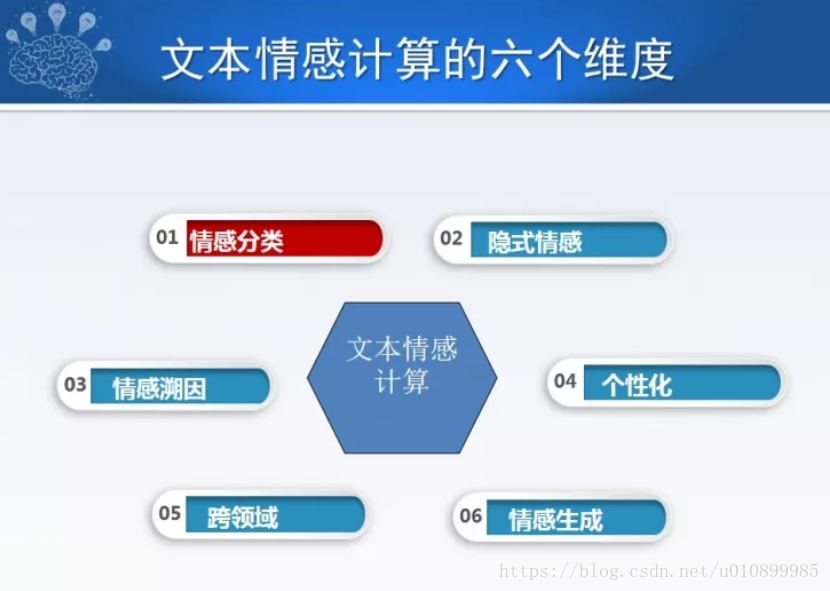 文本情感计算的六个维度
01 情感分类
02 隐式情感
文本情感
计算
03 情感溯因
04 个性化
05 跨领域
06 情感生成
https://blog.csdn.net/u010899985